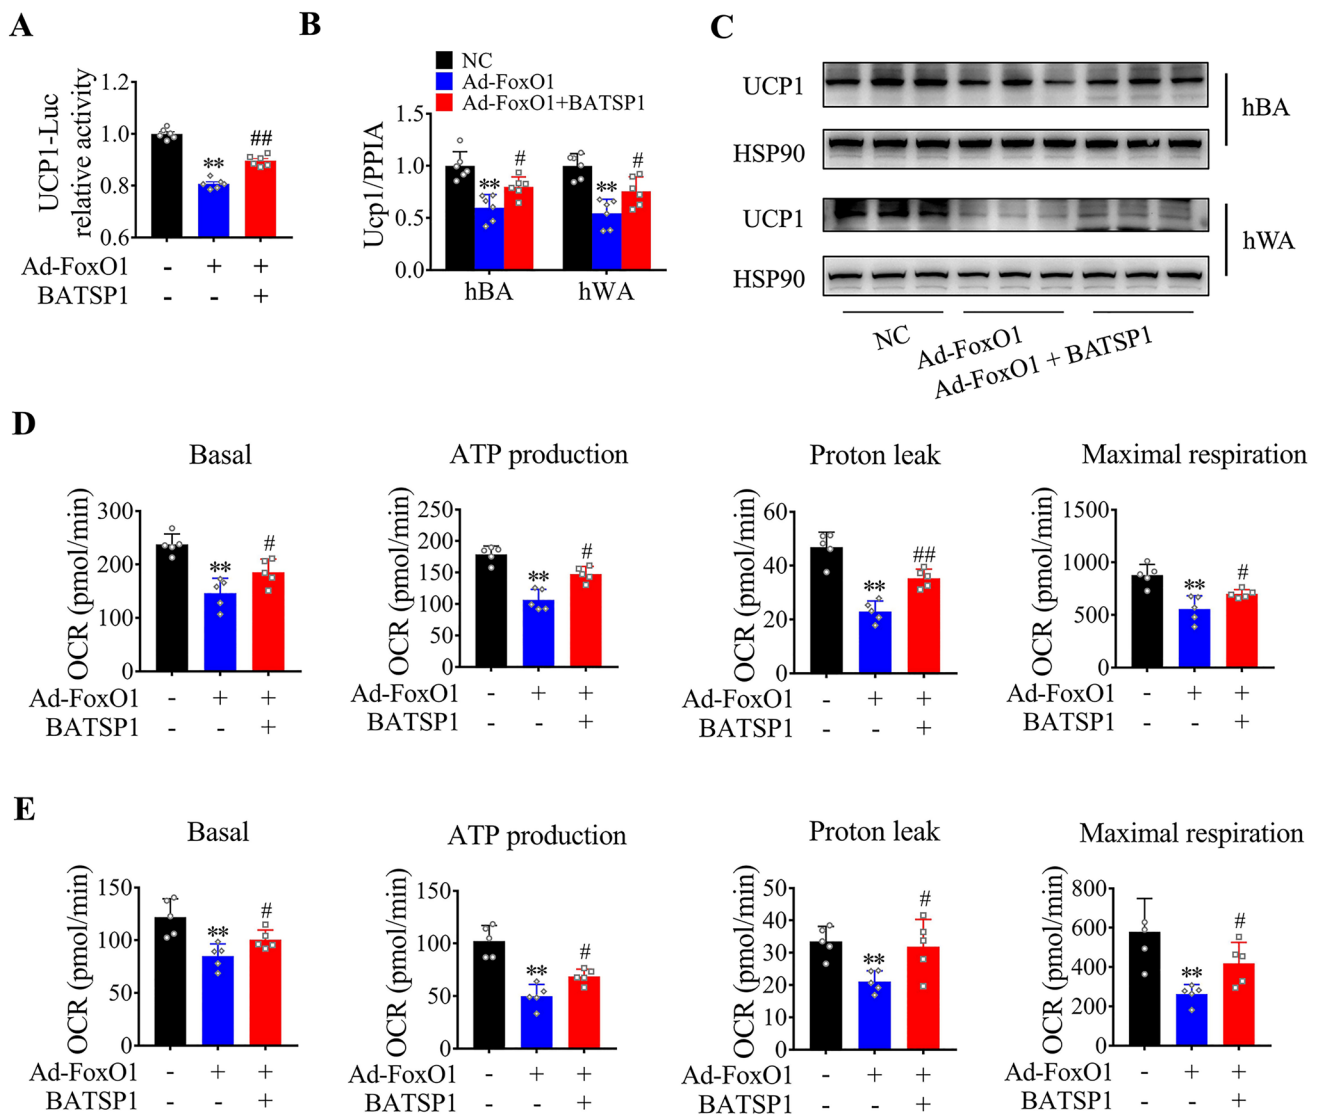 A
UCP1-Luc
relative activity
1.2
1.0
0.8
0.6
**
##
Ad-FoxO1 - + +
BATSP1 - - +
B
NC
Ad-FoxO1
Ad-FoxO1+BATSP1
Ucp1/PPIA
1.5
1.0
0.5
0.0
**
#
**
#
hBA hWA
C
UCP1
HSP90
hBA
UCP1
HSP90
hWA
NC
Ad-FoxO1
Ad-FoxO1 + BATSP1
D
Basal
OCR (pmol/min)
300
200
100
0
**
#
Ad-FoxO1 - + +
BATSP1 - - +
ATP production
OCR (pmol/min)
250
200
150
100
50
0
**
#
Ad-FoxO1 - + +
BATSP1 - - +
Proton leak
OCR (pmol/min)
60
40
20
0
**
##
Ad-FoxO1 - + +
BATSP1 - - +
Maximal respiration
OCR (pmol/min)
1500
1000
500
0
**
#
Ad-FoxO1 - + +
BATSP1 - - +
E
Basal
OCR (pmol/min)
150
100
50
0
**
#
Ad-FoxO1 - + +
BATSP1 - - +
ATP production
OCR (pmol/min)
150
100
50
0
**
#
Ad-FoxO1 - + +
BATSP1 - - +
Proton leak
OCR (pmol/min)
50
40
30
20
10
0
**
#
Ad-FoxO1 - + +
BATSP1 - - +
Maximal respiration
OCR (pmol/min)
800
600
400
200
0
**
#
Ad-FoxO1 - + +
BATSP1 - - +